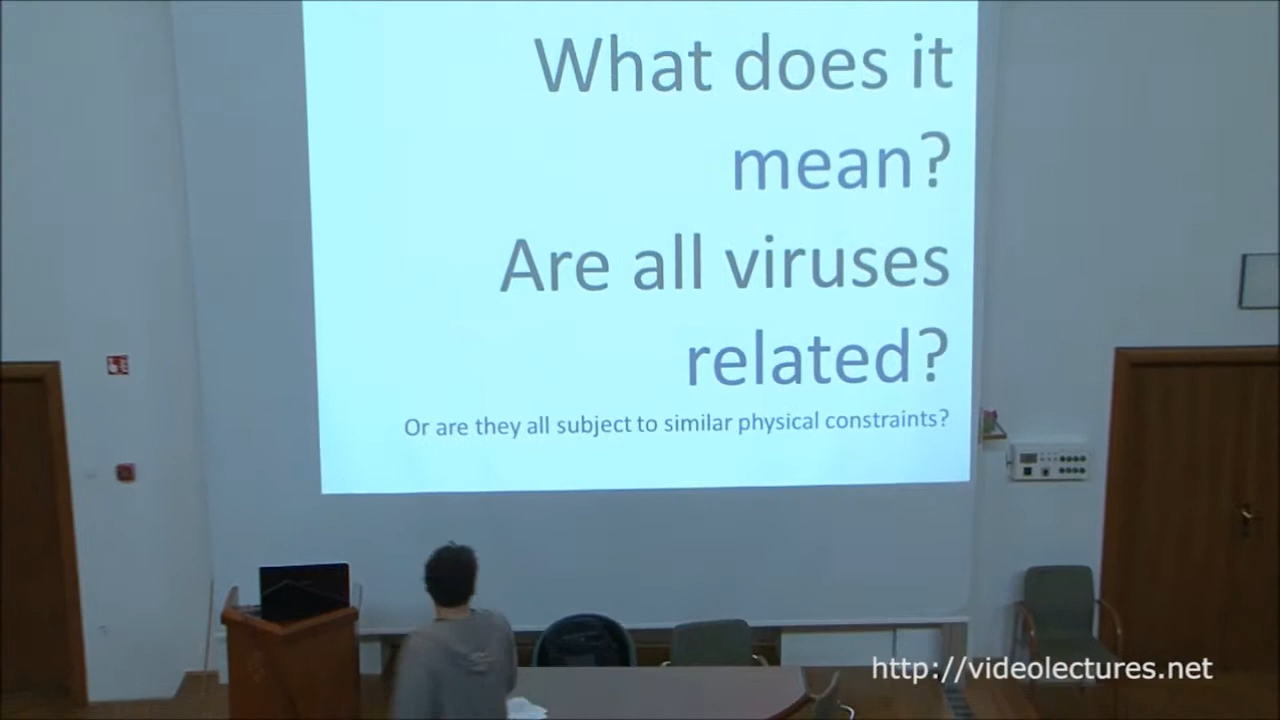 What does it
mean?
Are all viruses
related?
Or are they all subject to similar physical constraints?
http://videolectures.net